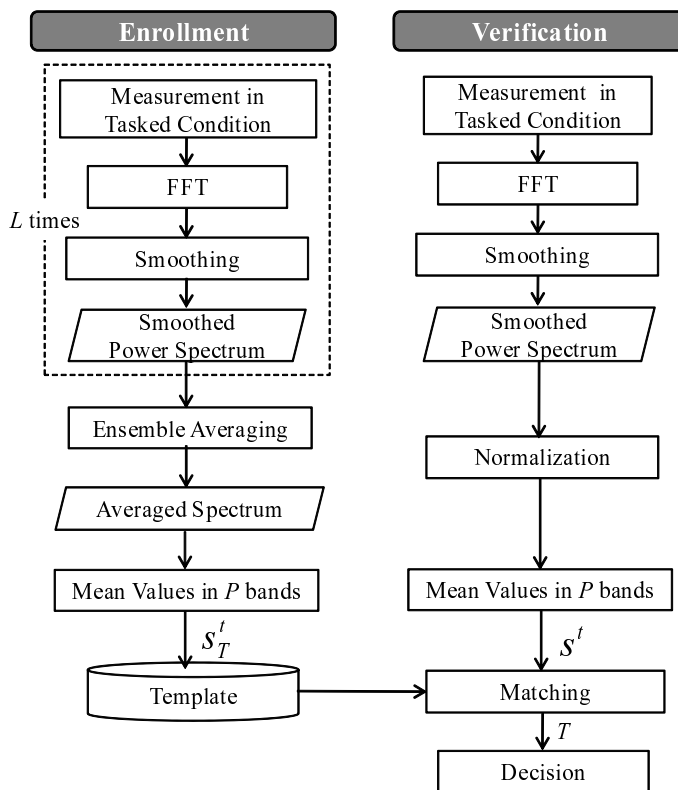 Enrollment
Measurement in
Tasked Condition
FFT
L times
Smoothing
Smoothed
Power Spectrum
Ensemble Averaging
Averaged Spectrum
Mean Values in P bands
S_T^t
Template
Verification
Measurement in
Tasked Condition
FFT
Smoothing
Smoothed
Power Spectrum
Normalization
Mean Values in P bands
S^t
Matching
T
Decision